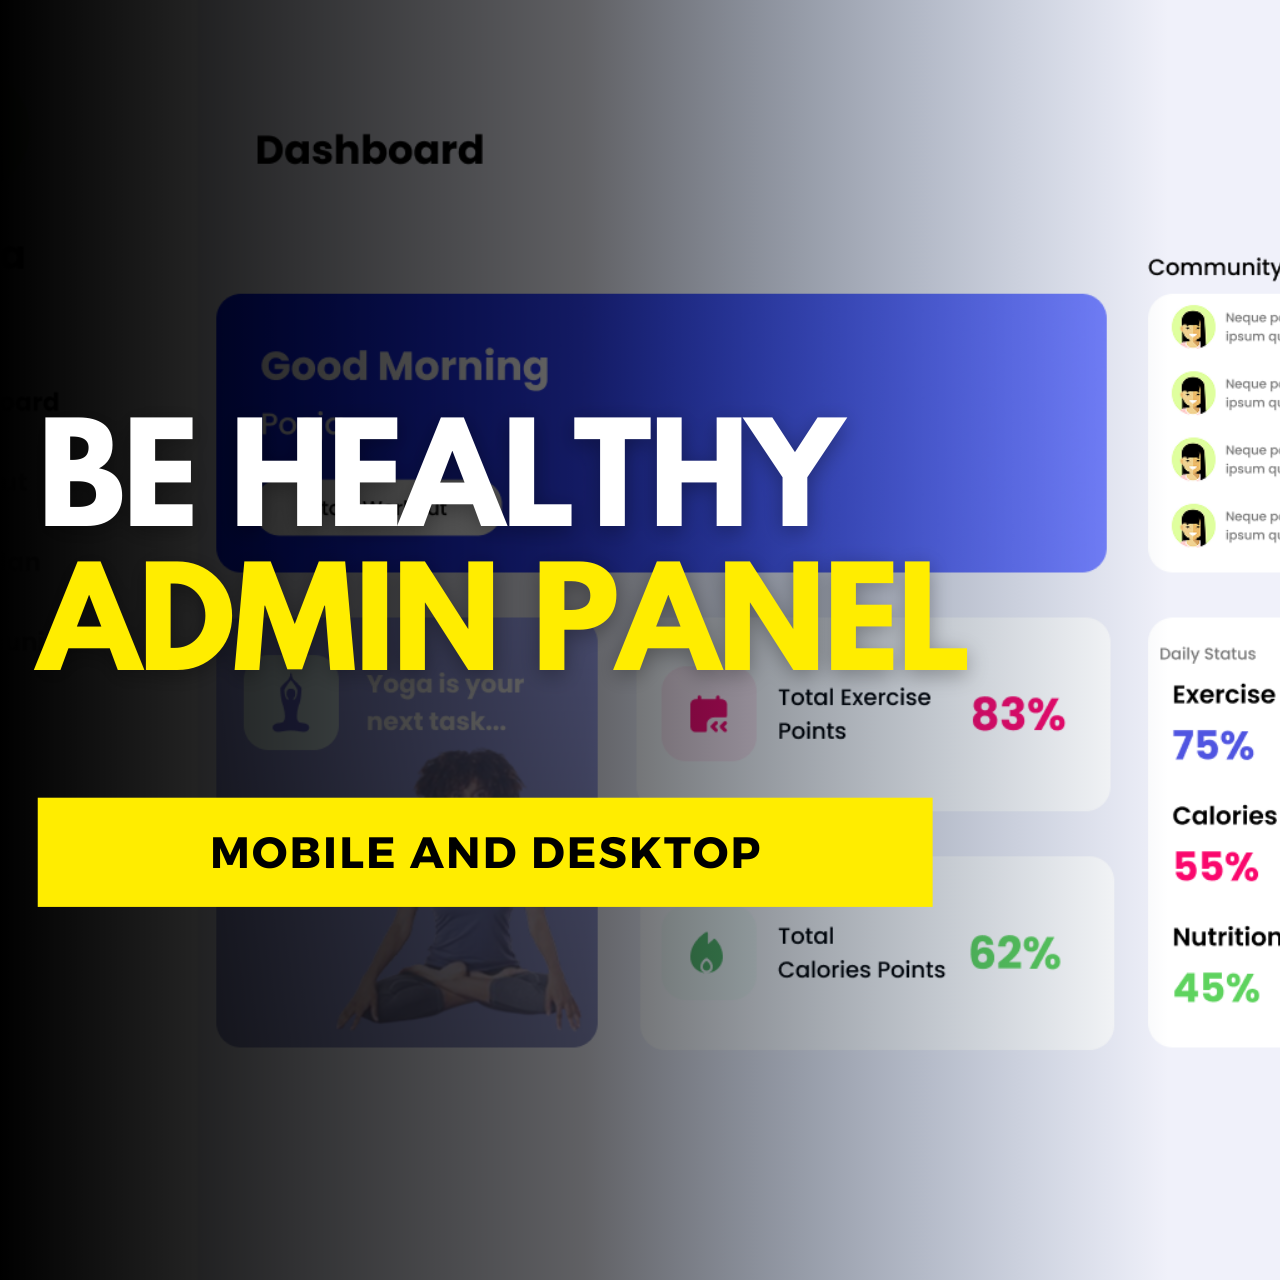 Dashboard
Community
Good Morning
BE HEALTHY
ADMIN PANEL
MOBILE AND DESKTOP
Yoga is your
next task...
Total Exercise
Points
83%
Total
Calories Points
62%
Neque
ipsum
Neque
ipsum
Neque
ipsum
Neque
ipsum
Daily Status
Exercise
75%
Calories
55%
Nutrition
45%